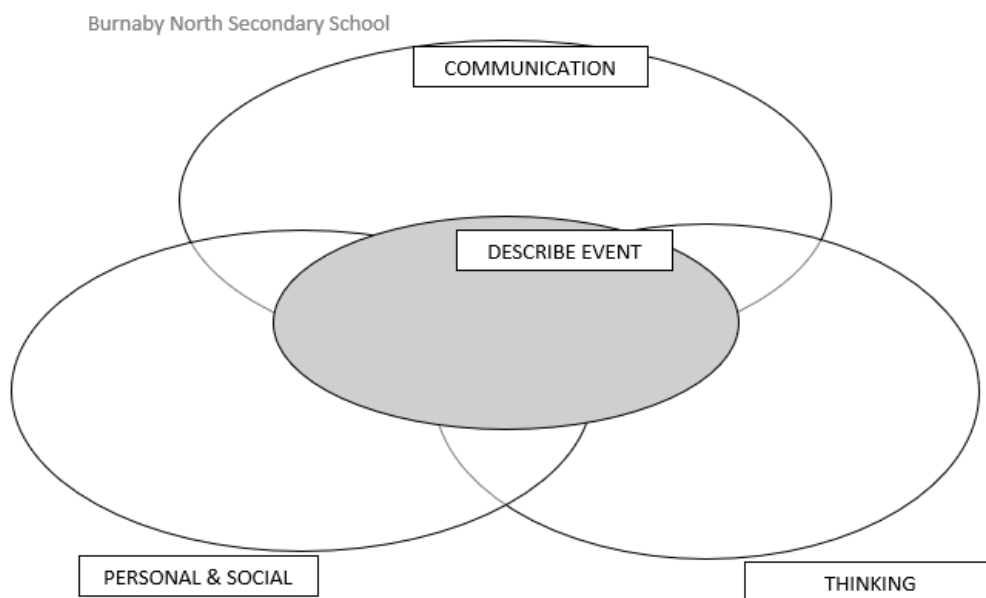 Burnaby North Secondary School
COMMUNICATION
DESCRIBE EVENT
PERSONAL & SOCIAL
THINKING